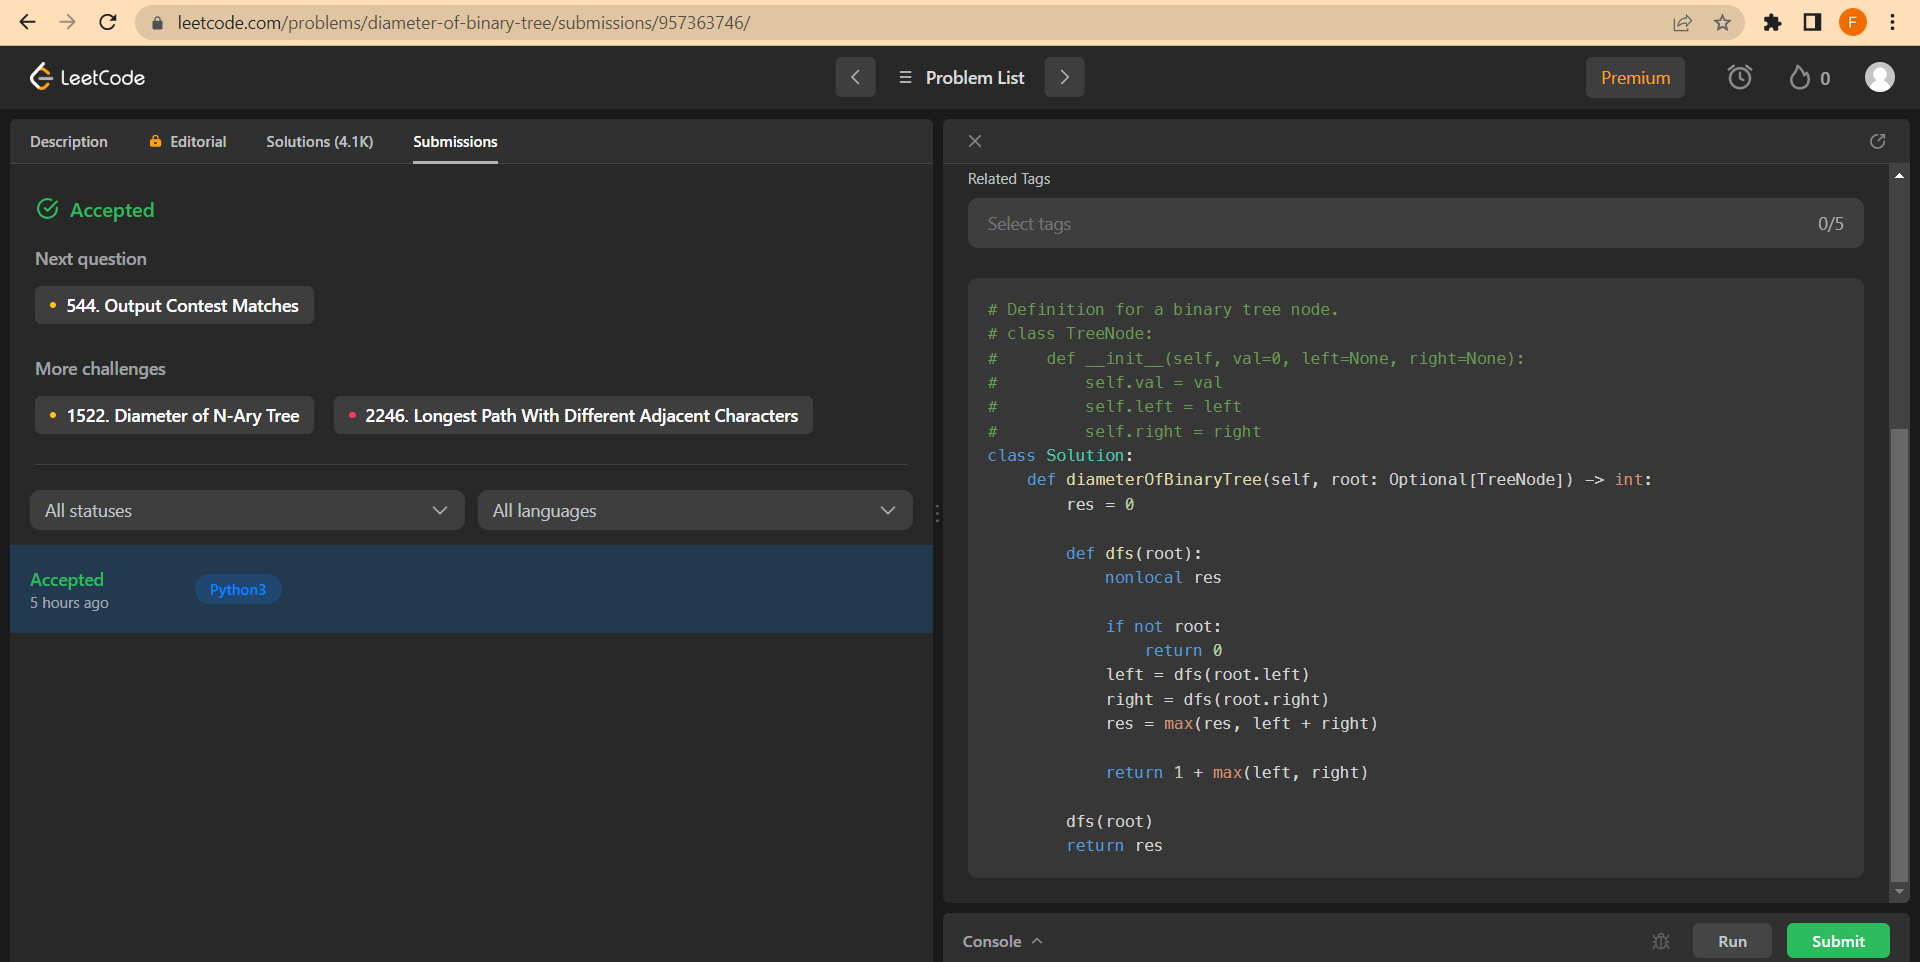 leetcode.com/problems/diameter-of-binary-tree/submissions/957363746/
F
LeetCode
Problem List
Premium
0
Description
Editorial
Solutions (4.1K)
Submissions
Accepted
Next question
544. Output Contest Matches
More challenges
1522. Diameter of N-Ary Tree
2246. Longest Path With Different Adjacent Characters
All statuses
All languages
Accepted
5 hours ago
Python3
Related Tags
Select tags
0/5
# Definition for a binary tree node.
# class TreeNode:
#     def __init__(self, val=0, left=None, right=None):
#         self.val = val
#         self.left = left
#         self.right = right
class Solution:
    def diameterOfBinaryTree(self, root: Optional[TreeNode]) -> int:
        res = 0
        def dfs(root):
            nonlocal res
            if not root:
                return 0
            left = dfs(root.left)
            right = dfs(root.right)
            res = max(res, left + right)
            return 1 + max(left, right)
        dfs(root)
        return res
Console
Run
Submit